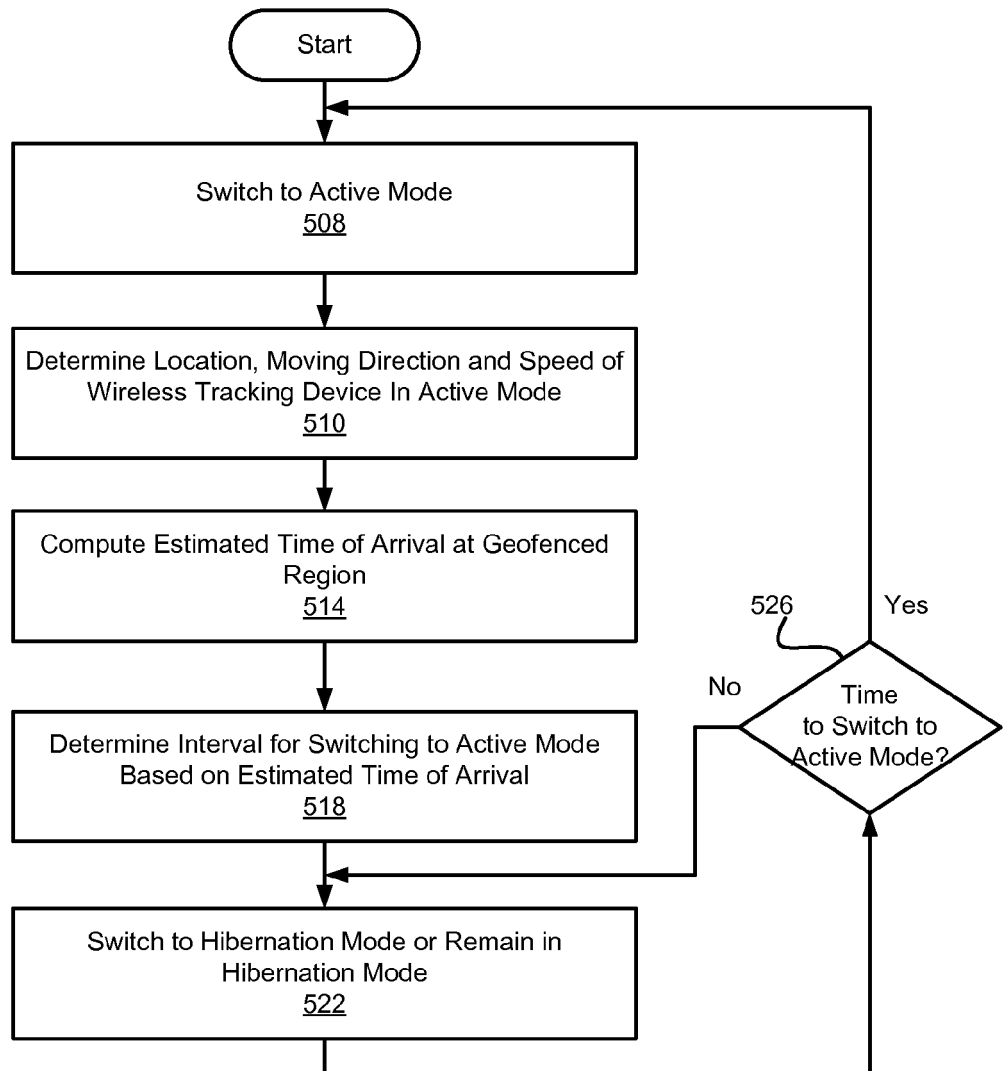 Start
Switch to Active Mode
508
Determine Location, Moving Direction and Speed of
Wireless Tracking Device In Active Mode
510
Compute Estimated Time of Arrival at Geofenced
Region
514
526
Yes
No
Time
to Switch to
Active Mode?
Determine Interval for Switching to Active Mode
Based on Estimated Time of Arrival
518
Switch to Hibernation Mode or Remain in
Hibernation Mode
522